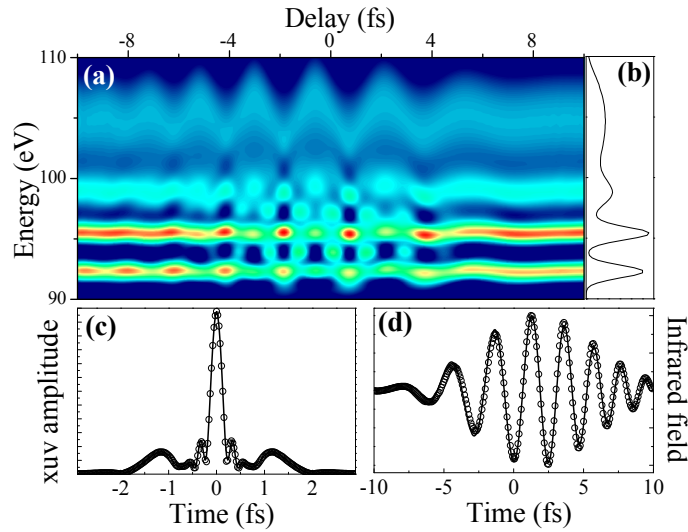 Delay (fs)
-8 -4 0 4 8
110
(a)
(b)
Energy (eV)
100
90
(c)
(d)
xuv amplitude
Infrared field
-2 -1 0 1 2
-10 -5 0 5 10
Time (fs)
Time (fs)